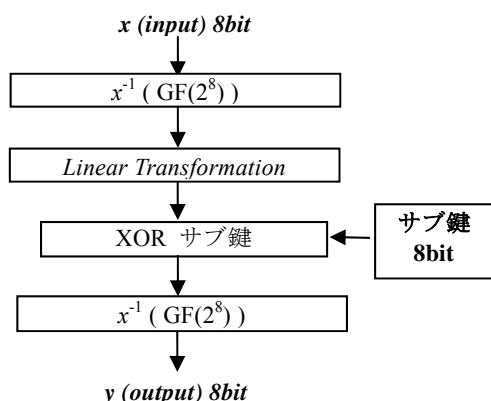 x (input) 8bit
x⁻¹ ( GF(2⁸) )
Linear Transformation
XOR サブ鍵
サブ鍵
8bit
x⁻¹ ( GF(2⁸) )
y (output) 8bit